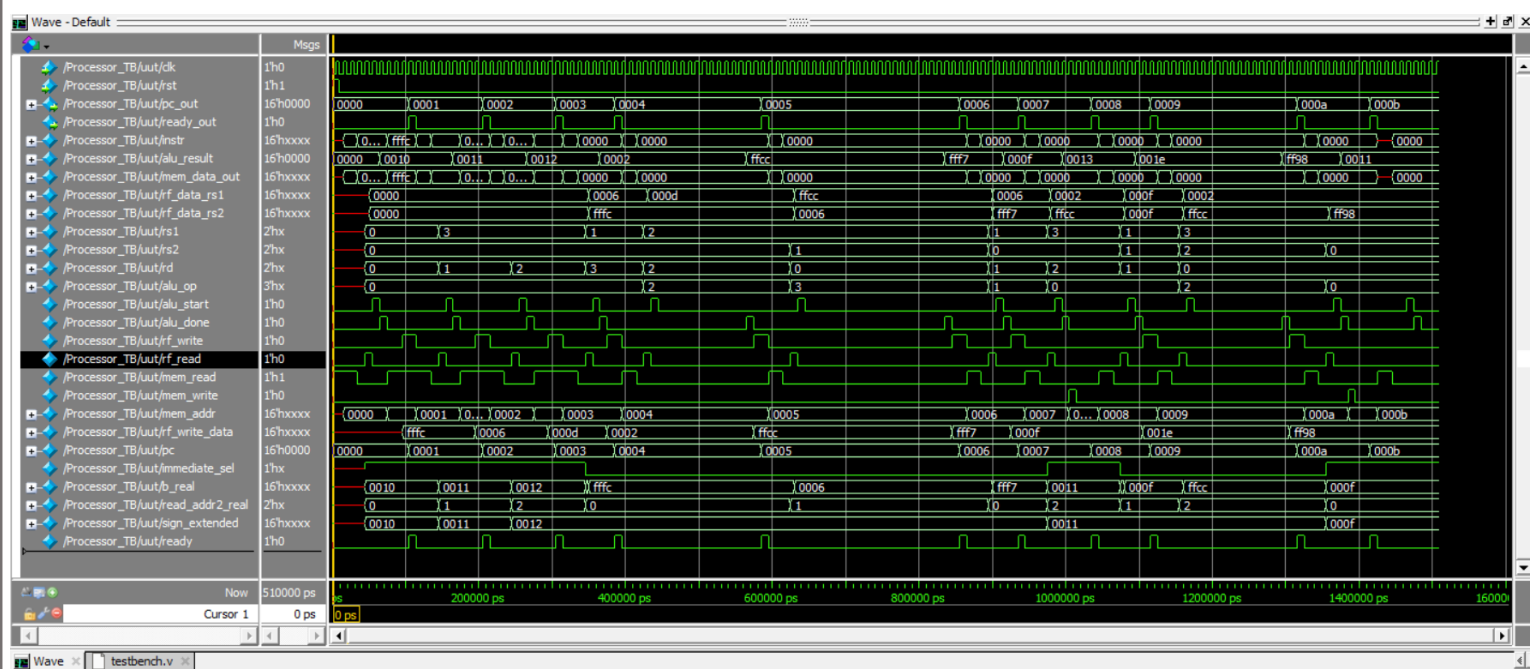 Wave - Default
Msgs
/Processor_TB/uut/clk 1'h0
/Processor_TB/uut/rst 1'h1
/Processor_TB/uut/pc_out 16'h0000 0000 0001 0002 0003 0004 0005 0006 0007 0008 0009 000a 000b
/Processor_TB/uut/ready_out 1'h0
/Processor_TB/uut/instr 16'hxxxx 0... fffc 0... 0... 0000 0000 0000 0000 0000 0000 0000 0000 0000
/Processor_TB/uut/alu_result 16'h0000 0000 0010 0011 0012 0002 ffcc fff7 000f 0013 001e ff98 0011
/Processor_TB/uut/mem_data_out 16'hxxxx 0... fffc 0... 0... 0000 0000 0000 0000 0000 0000 0000 0000 0000
/Processor_TB/uut/rf_data_rs1 16'hxxxx 0000 0006 000d ffcc 0006 0002 000f 0002
/Processor_TB/uut/rf_data_rs2 16'hxxxx 0000 fffc 0006 fff7 ffcc 000f ffcc ff98
/Processor_TB/uut/rs1 2'hx 0 3 1 2 1 3 1 3
/Processor_TB/uut/rs2 2'hx 0 1 0 1 2 0
/Processor_TB/uut/rd 2'hx 0 1 2 3 2 0 1 2 1 0
/Processor_TB/uut/alu_op 3'hx 0 2 3 1 0 2 0
/Processor_TB/uut/alu_start 1'h0
/Processor_TB/uut/alu_done 1'h0
/Processor_TB/uut/rf_write 1'h0
/Processor_TB/uut/rf_read 1'h0
/Processor_TB/uut/mem_read 1'h1
/Processor_TB/uut/mem_write 1'h0
/Processor_TB/uut/mem_addr 16'hxxxx 0000 0001 0... 0002 0003 0004 0005 0006 0007 0... 0008 0009 000a 000b
/Processor_TB/uut/rf_write_data 16'hxxxx fffc 0006 000d 0002 ffcc fff7 000f 001e ff98
/Processor_TB/uut/pc 16'h0000 0000 0001 0002 0003 0004 0005 0006 0007 0008 0009 000a 000b
/Processor_TB/uut/immediate_sel 1'hx
/Processor_TB/uut/b_real 16'hxxxx 0010 0011 0012 fffc 0006 fff7 0011 000f ffcc 000f
/Processor_TB/uut/read_addr2_real 2'hx 0 1 2 0 1 0 2 1 2 0
/Processor_TB/uut/sign_extended 16'hxxxx 0010 0011 0012 0011 000f
/Processor_TB/uut/ready 1'h0
Now 510000 ps ps 200000 ps 400000 ps 600000 ps 800000 ps 1000000 ps 1200000 ps 1400000 ps 16000
Cursor 1 0 ps 0 ps
Wave testbench.v